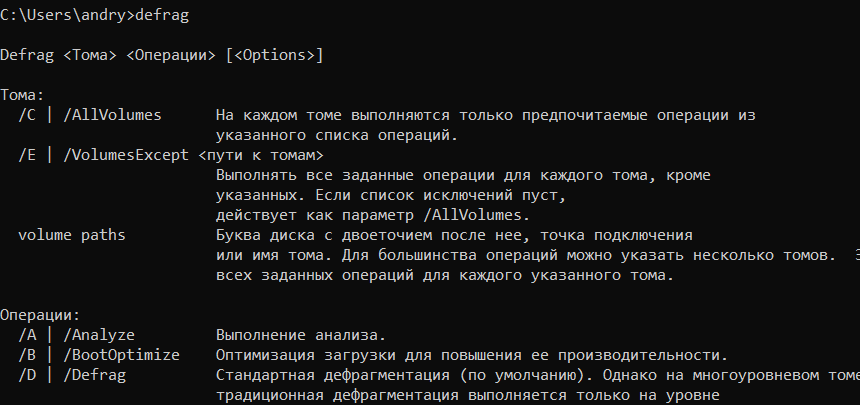 C:\Users\andry>defrag
Defrag <Тома> <Операции> [<Options>]
Тома:
/C | /AllVolumes На каждом томе выполняются только предпочитаемые операции из
указанного списка операций.
/E | /VolumesExcept <пути к томам>
Выполнять все заданные операции для каждого тома, кроме
указанных. Если список исключений пуст,
действует как параметр /AllVolumes.
volume paths Буква диска с двоеточием после нее, точка подключения
или имя тома. Для большинства операций можно указать несколько томов.
всех заданных операций для каждого указанного тома.
Операции:
/A | /Analyze Выполнение анализа.
/B | /BootOptimize Оптимизация загрузки для повышения ее производительности.
/D | /Defrag Стандартная дефрагментация (по умолчанию). Однако на многоуровневом томе
традиционная дефрагментация выполняется только на уровне